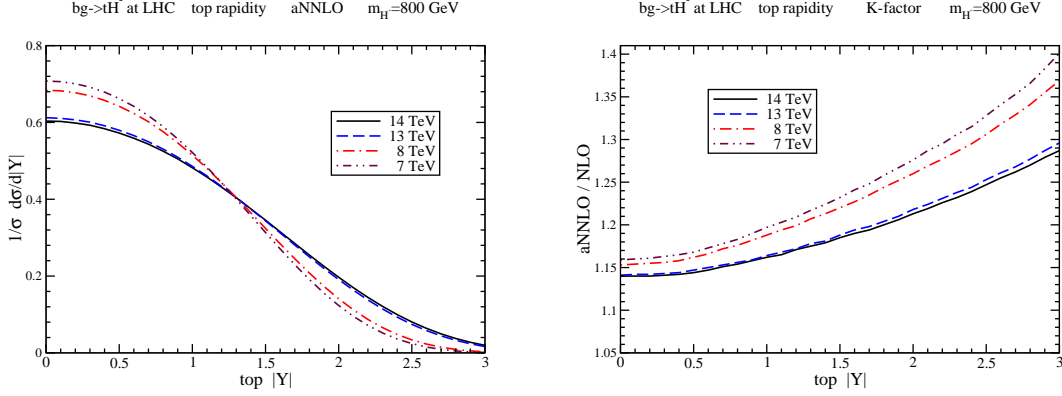 bg->tH⁻ at LHC top rapidity aNNLO m_H⁻=800 GeV
0.8
0.6
0.4
0.2
0
1/σ dσ/d|Y|
14 TeV
13 TeV
8 TeV
7 TeV
0 0.5 1 1.5 2 2.5 3
top |Y|
bg->tH⁻ at LHC top rapidity K-factor m_H⁻=800 GeV
1.4
1.35
1.3
1.25
1.2
1.15
1.1
1.05
aNNLO / NLO
14 TeV
13 TeV
8 TeV
7 TeV
0 0.5 1 1.5 2 2.5 3
top |Y|